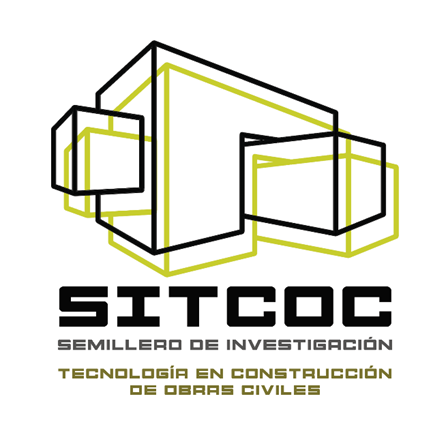 SITCOC
SEMILLERO DE INVESTIGACIÓN
TECNOLOGÍA EN CONSTRUCCIÓN
DE OBRAS CIVILES